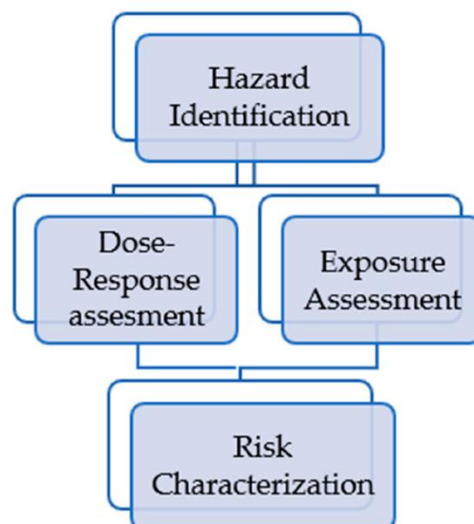 Hazard
Identification
Dose-
Response
assesment
Exposure
Assessment
Risk
Characterization